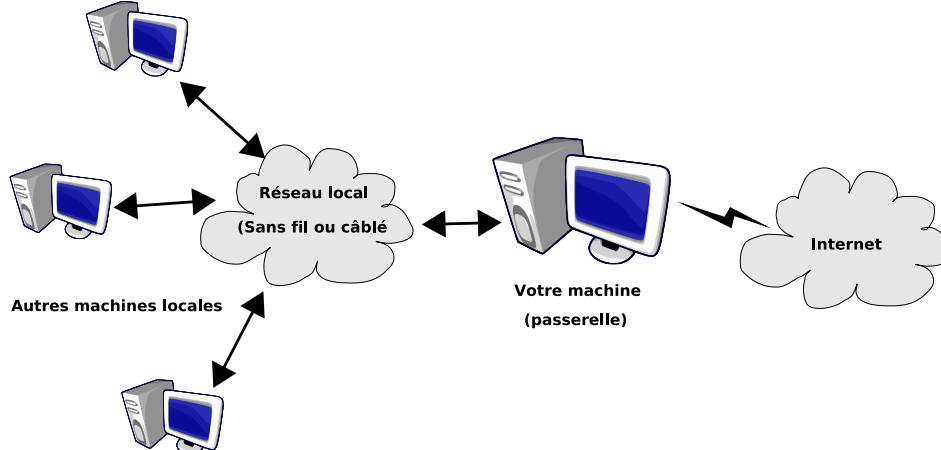 Réseau local
(Sans fil ou câblé
Internet
Votre machine
(passerelle)
Autres machines locales